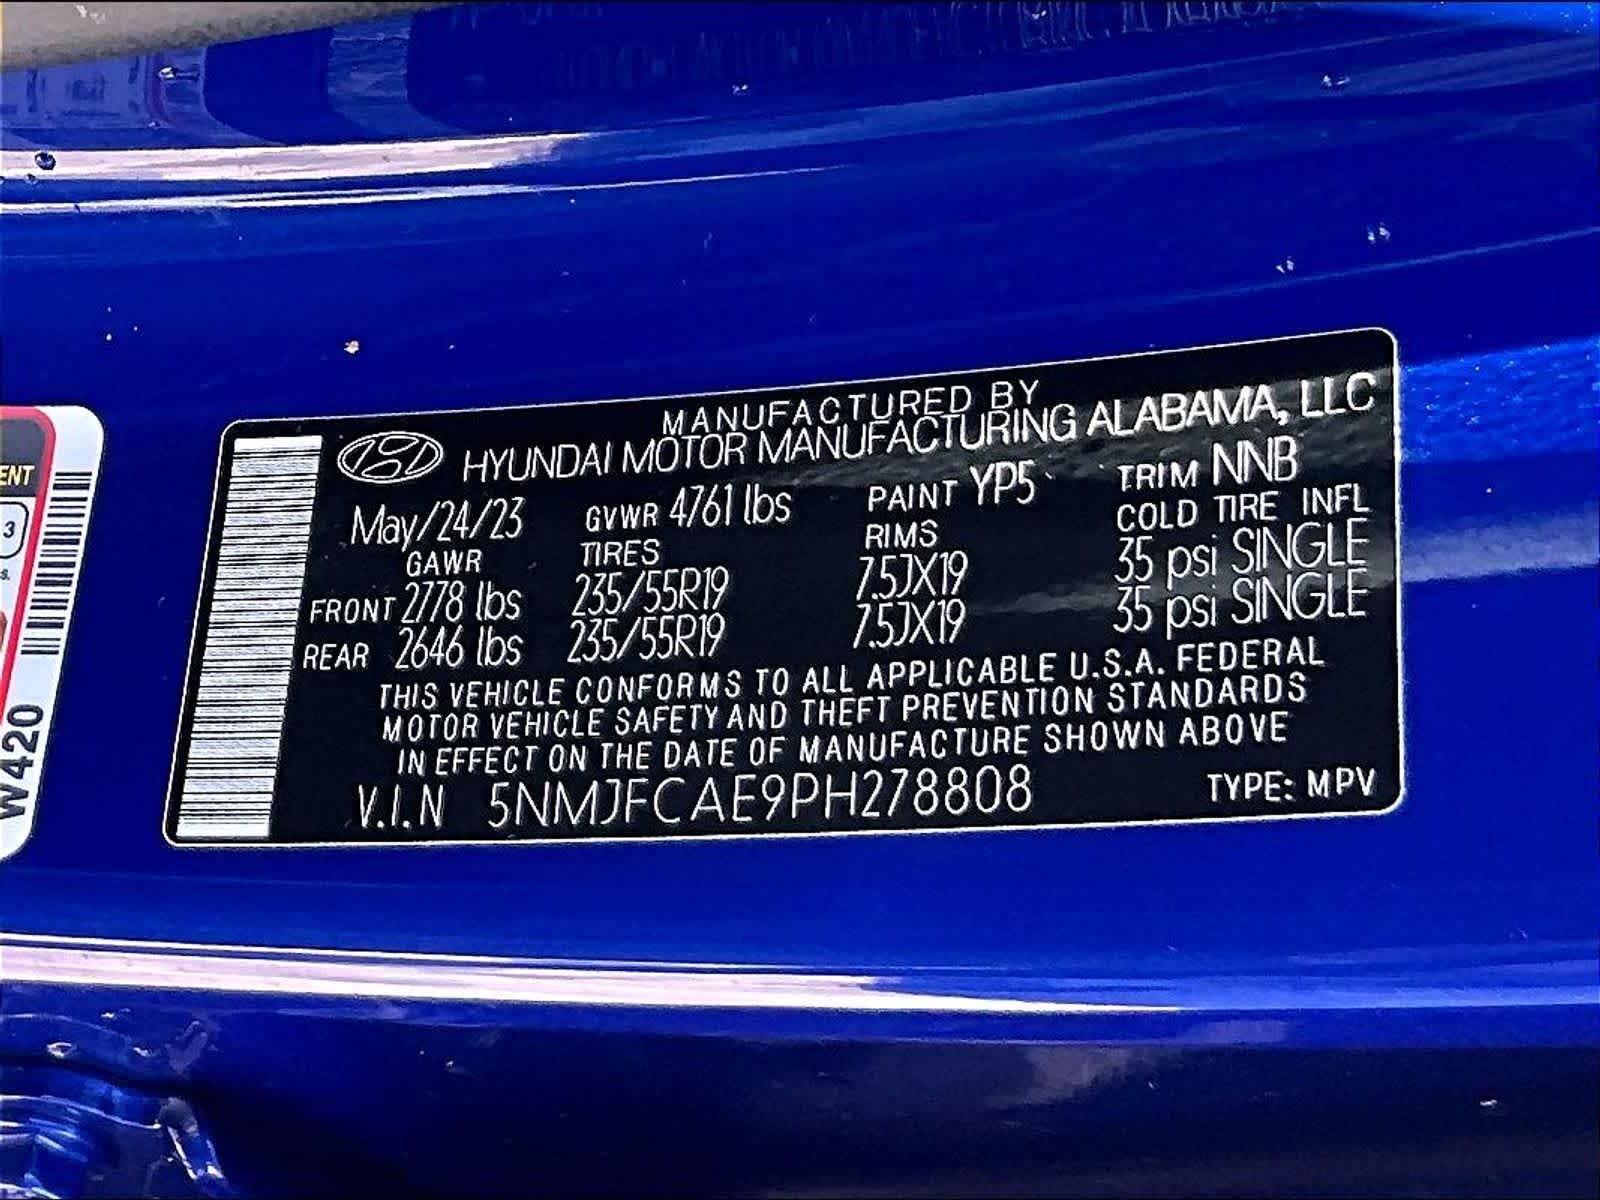 MANUFACTURED BY
HYUNDAI MOTOR MANUFACTURING ALABAMA, LLC
May/24/23 GVWR 4761 lbs PAINT YP5 TRIM NNB
GAWR TIRES RIMS COLD TIRE INFL
FRONT 2778 lbs 235/55R19 7.5JX19 35 psi SINGLE
REAR 2646 lbs 235/55R19 7.5JX19 35 psi SINGLE
THIS VEHICLE CONFORMS TO ALL APPLICABLE U.S.A. FEDERAL
MOTOR VEHICLE SAFETY AND THEFT PREVENTION STANDARDS
IN EFFECT ON THE DATE OF MANUFACTURE SHOWN ABOVE
V.I.N 5NMJFCAE9PH278808 TYPE: MPV
ENT
3
s.
W420